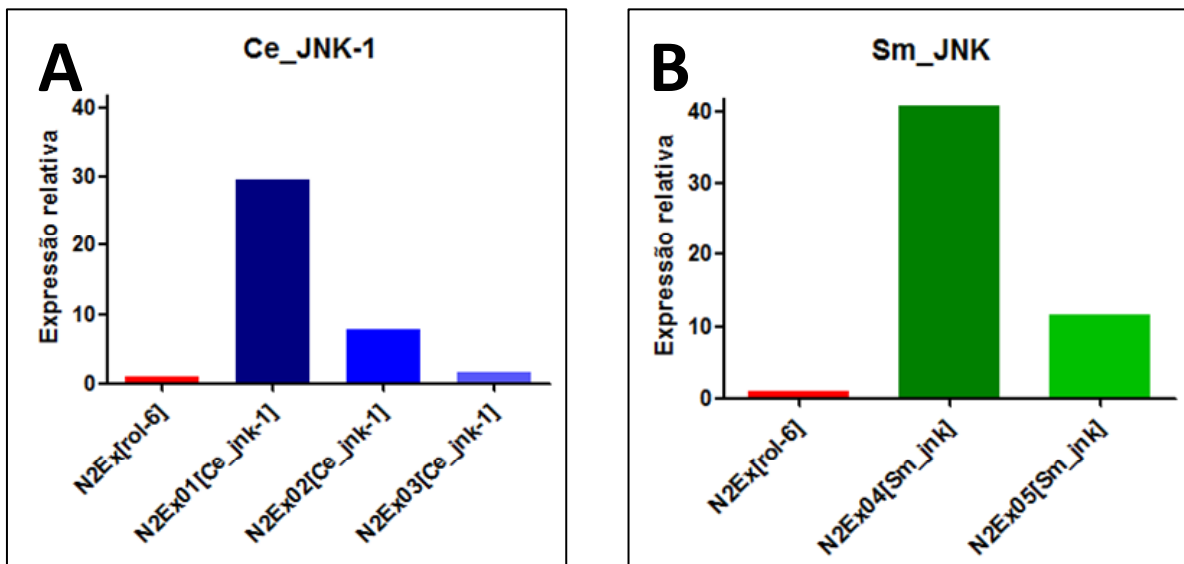 A
Ce_JNK-1
Expressão relativa
40
30
20
10
0
N2Ex[rol-6]
N2Ex01[Ce_jnk-1]
N2Ex02[Ce_jnk-1]
N2Ex03[Ce_jnk-1]
B
Sm_JNK
Expressão relativa
40
30
20
10
0
N2Ex[rol-6]
N2Ex04[Sm_jnk]
N2Ex05[Sm_jnk]